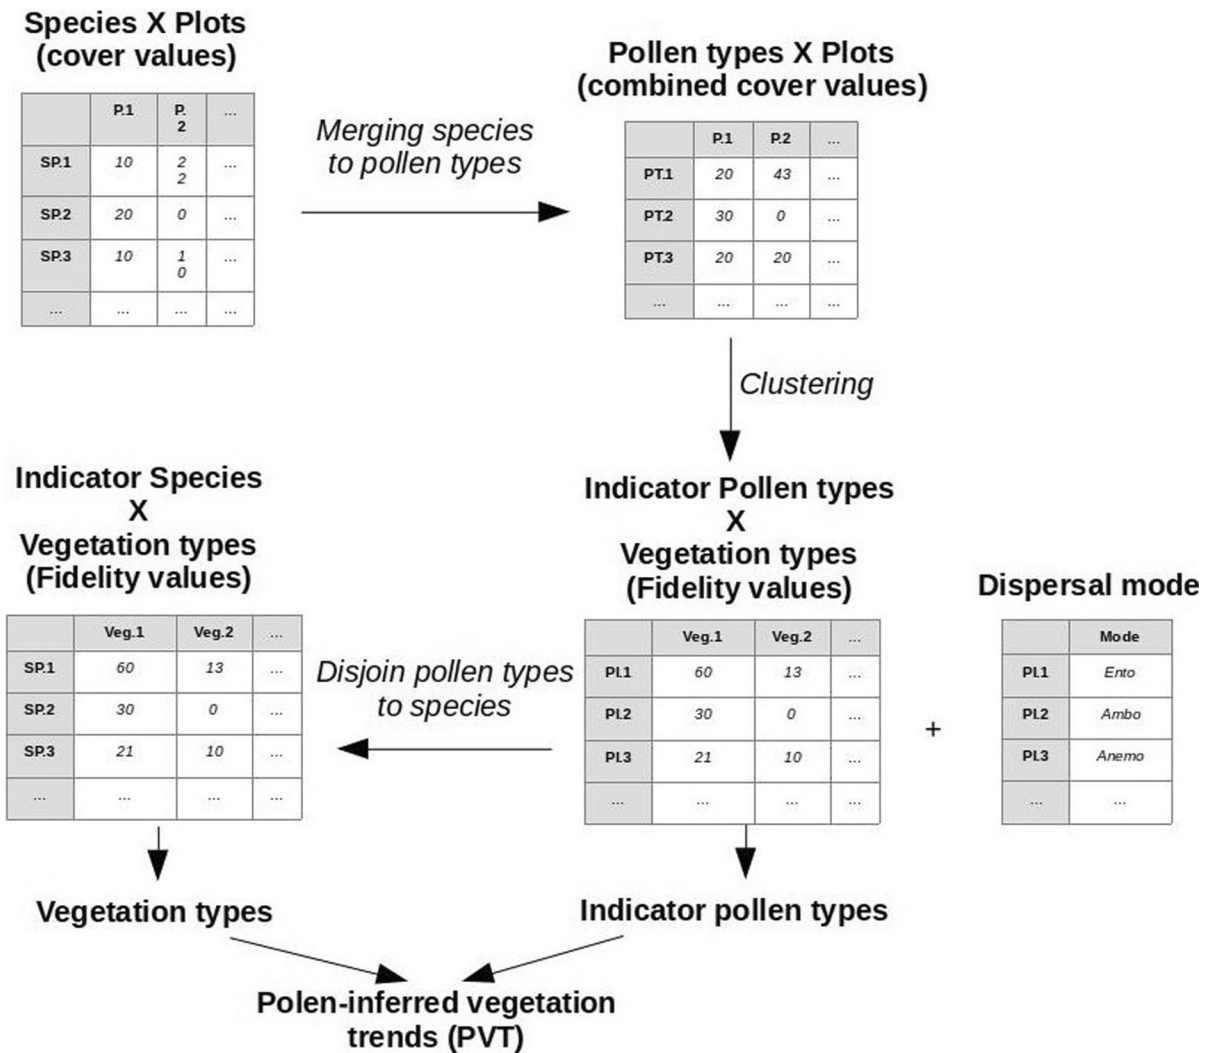 Species X Plots
(cover values)
P.1 P.
2 ...
SP.1 10 2
2 ...
SP.2 20 0 ...
SP.3 10 1
0 ...
... ... ... ...
Merging species
to pollen types
Pollen types X Plots
(combined cover values)
P.1 P.2 ...
PT.1 20 43 ...
PT.2 30 0 ...
PT.3 20 20 ...
... ... ... ...
Clustering
Indicator Species
X
Vegetation types
(Fidelity values)
Veg.1 Veg.2 ...
SP.1 60 13 ...
SP.2 30 0 ...
SP.3 21 10 ...
... ... ... ...
Disjoin pollen types
to species
Indicator Pollen types
X
Vegetation types
(Fidelity values)
Veg.1 Veg.2 ...
PI.1 60 13 ...
PI.2 30 0 ...
PI.3 21 10 ...
... ... ... ...
+
Dispersal mode
Mode
PI.1 Ento
PI.2 Ambo
PI.3 Anemo
... ...
Vegetation types
Indicator pollen types
Polen-inferred vegetation
trends (PVT)